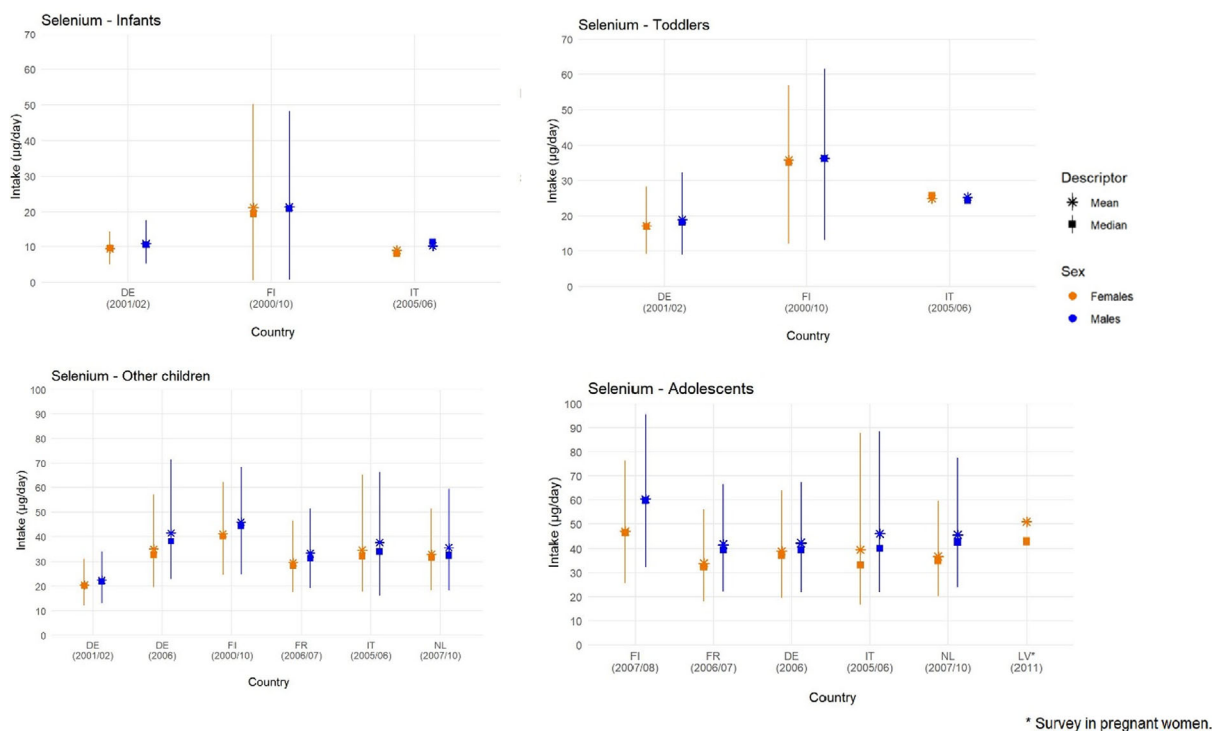 Selenium - Infants
70
60
50
40
30
20
10
0
Intake (µg/day)
DE
(2001/02)
FI
(2000/10)
IT
(2005/06)
Country
Selenium - Toddlers
70
60
50
40
30
20
10
0
Intake (µg/day)
DE
(2001/02)
FI
(2000/10)
IT
(2005/06)
Country
Descriptor
Mean
Median
Sex
Females
Males
Selenium - Other children
100
90
80
70
60
50
40
30
20
10
0
Intake (µg/day)
DE
(2001/02)
DE
(2006)
FI
(2000/10)
FR
(2006/07)
IT
(2005/06)
NL
(2007/10)
Country
Selenium - Adolescents
100
90
80
70
60
50
40
30
20
10
0
Intake (µg/day)
FI
(2007/08)
FR
(2006/07)
DE
(2006)
IT
(2005/06)
NL
(2007/10)
LV*
(2011)
Country
* Survey in pregnant women.